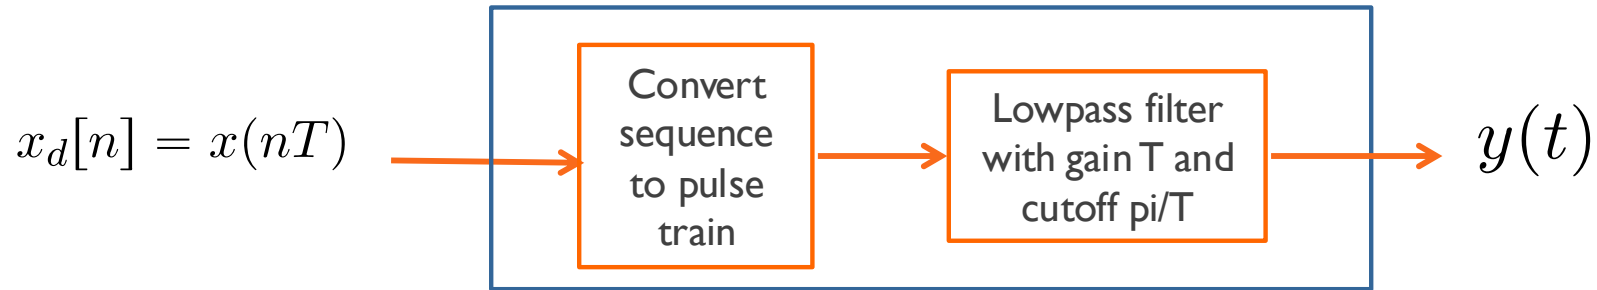 x_d[n] = x(nT)
Convert
sequence
to pulse
train
Lowpass filter
with gain T and
cutoff pi/T
y(t)